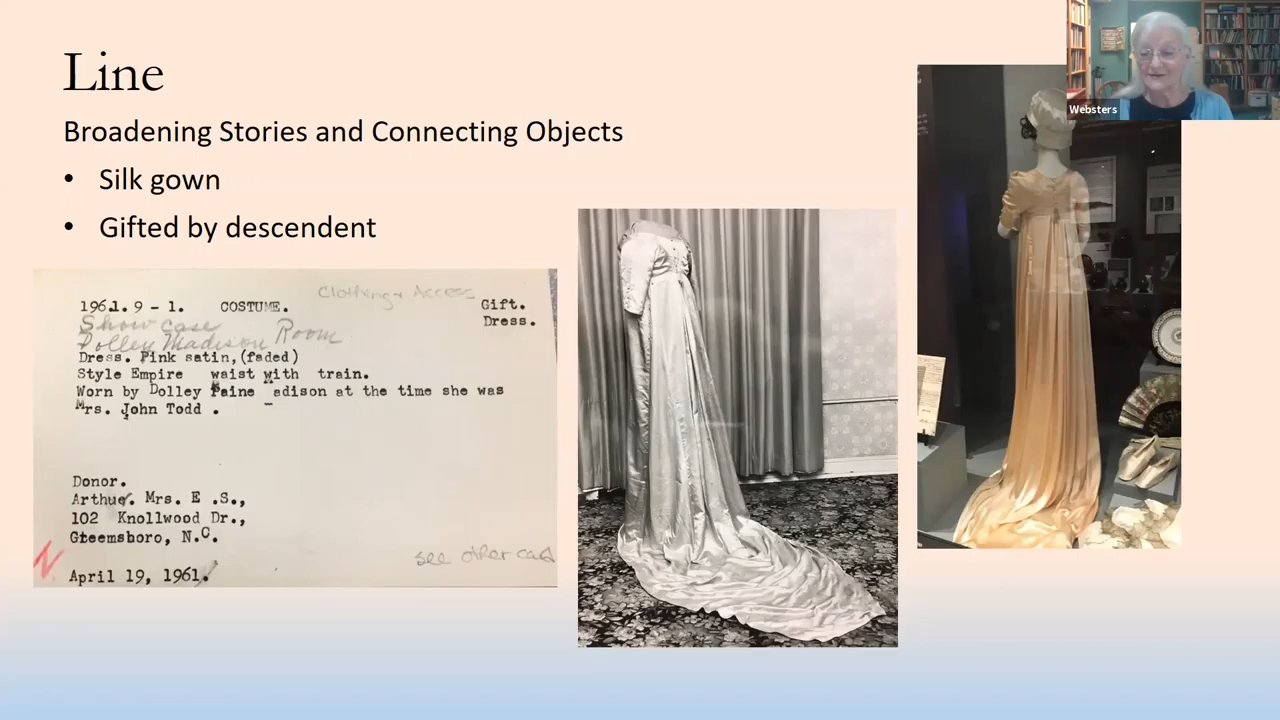 Line
Broadening Stories and Connecting Objects
• Silk gown
• Gifted by descendent
Websters
Clothing + Access
1961. 9 - 1. COSTUME. Gift.
Dress.
Show case
Dolley Madison Room
Dress. Pink satin,(faded)
Style Empire waist with train.
Worn by Dolley Paine adison at the time she was
Mrs. John Todd .
Donor.
Arthur. Mrs. E .S.,
102 Knollwood Dr.,
Gteemsboro, N.C.
see other card
N.
April 19, 1961.